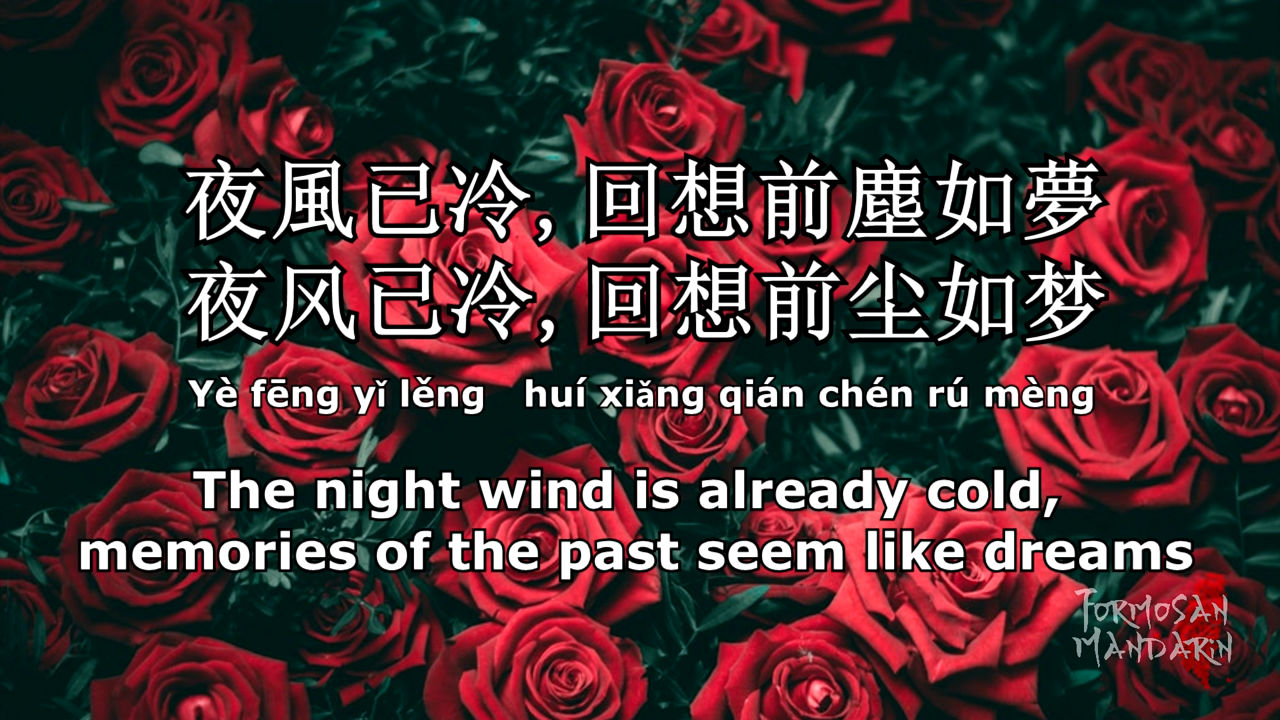 夜風已冷, 回想前塵如夢
夜风已冷, 回想前尘如梦
Yè fēng yǐ lěng huí xiǎng qián chén rú mèng
The night wind is already cold,
memories of the past seem like dreams
FORMOSAN
MANDARIN